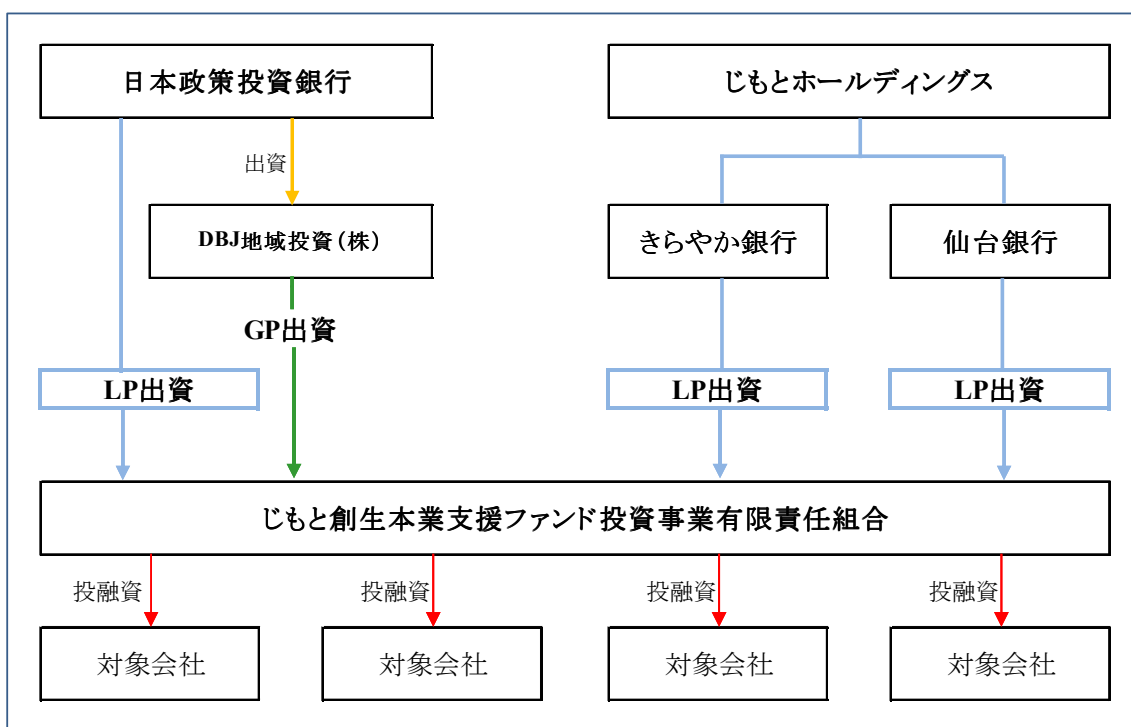 日本政策投資銀行
じもとホールディングス
出資
DBJ地域投資(株)
きらやか銀行
仙台銀行
GP出資
LP出資
LP出資
LP出資
じもと創生本業支援ファンド投資事業有限責任組合
投融資
投融資
投融資
投融資
対象会社
対象会社
対象会社
対象会社